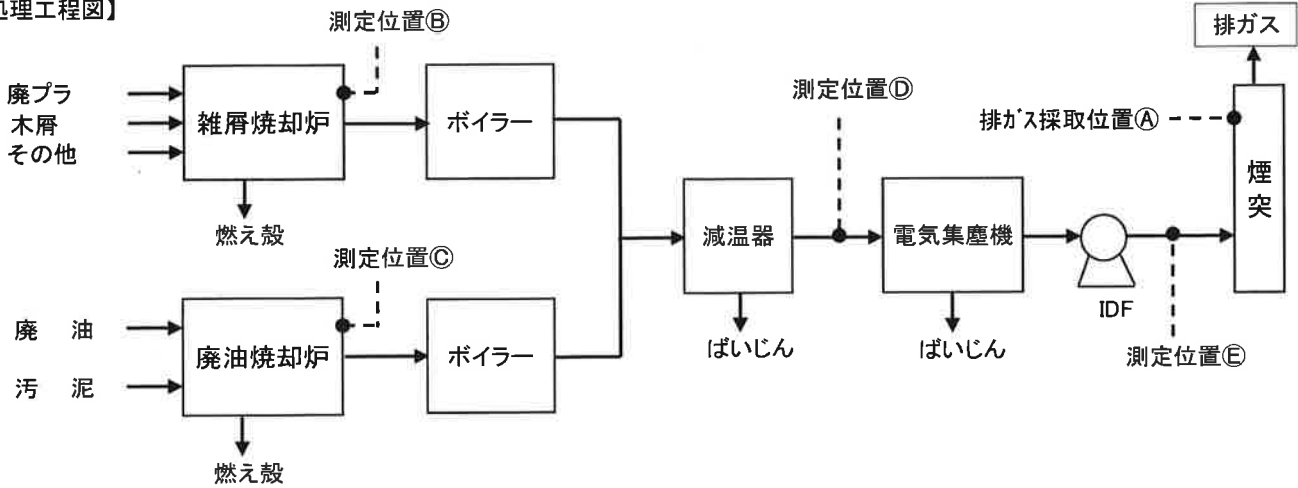 処理工程図】
測定位置Ⓑ
廃プラ
木屑
その他
雑屑焼却炉
ボイラー
燃え殻
測定位置Ⓒ
廃　油
汚　泥
廃油焼却炉
ボイラー
燃え殻
減温器
ばいじん
測定位置Ⓓ
電気集塵機
ばいじん
IDF
測定位置Ⓔ
排ガス採取位置Ⓐ
煙突
排ガス